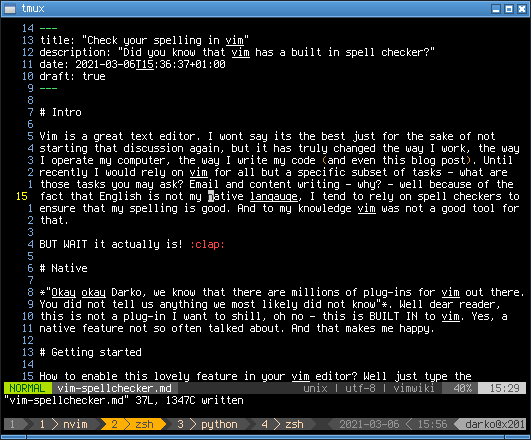 tmux
14 ---
13 title: "Check your spelling in vim"
12 description: "Did you know that vim has a built in spell checker?"
11 date: 2021-03-06T15:36:37+01:00
10 draft: true
9 ---
8
7 # Intro
6
5 Vim is a great text editor. I wont say its the best just for the sake of not
4 starting that discussion again, but it has truly changed the way I work, the way
3 I operate my computer, the way I write my code (and even this blog post). Until
2 recently I would rely on vim for all but a specific subset of tasks - what are
1 those tasks you may ask? Email and content writing - why? - well because of the
15 fact that English is not my native langauge, I tend to rely on spell checkers to
1 ensure that my spelling is good. And to my knowledge vim was not a good tool for
2 that.
3
4 BUT WAIT it actually is! :clap:
5
6 # Native
7
8 *"Okay okay Darko, we know that there are millions of plug-ins for vim out there.
9 You did not tell us anything we most likely did not know"*. Well dear reader,
10 this is not a plug-in I want to shill, oh no - this is BUILT IN to vim. Yes, a
11 native feature not so often talked about. And that makes me happy.
12
13 # Getting started
14
15 How to enable this lovely feature in your vim editor? Well just type the
NORMAL vim-spellchecker.md unix | utf-8 | vimwiki 40% 15:29
"vim-spellchecker.md" 37L, 1347C written
1 1 nvim 2 zsh 3 python 4 zsh 2021-03-06 15:56 darko@x201